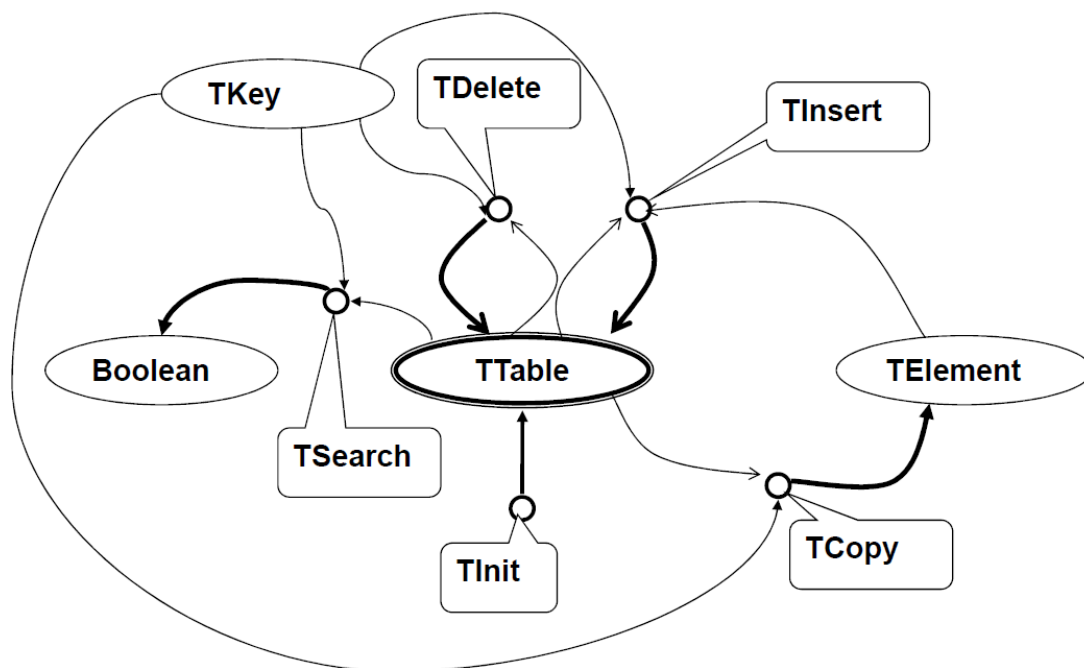 TKey
TDelete
TInsert
Boolean
TTable
TElement
TSearch
TInit
TCopy